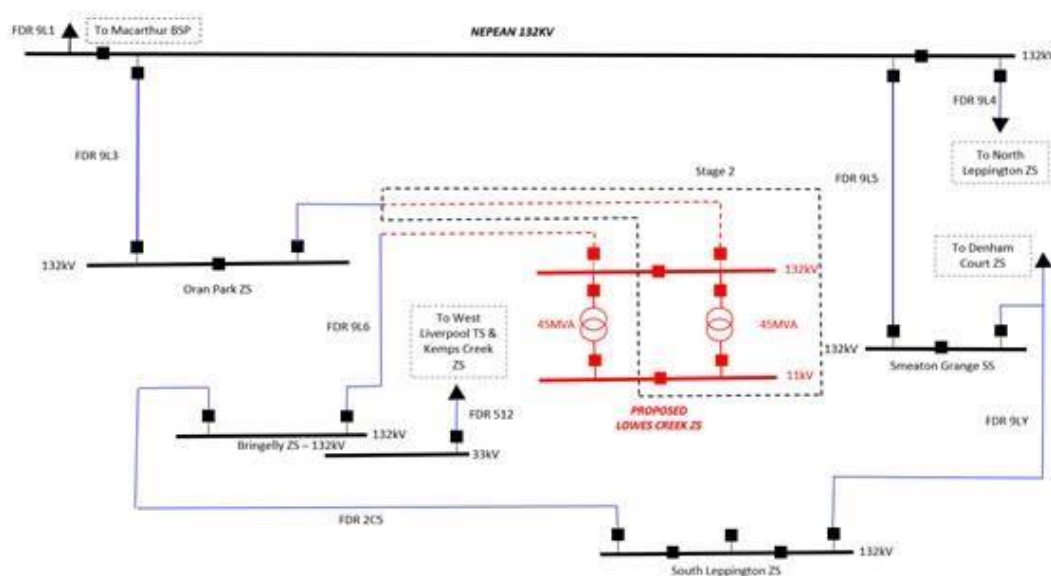 FDR 9L1
To Macarthur BSP
NEPEAN 132KV
132kV
FDR 9L4
FDR 9L3
To North
Leppington ZS
Stage 2
FDR 9L5
To Denham
Court ZS
132kV
Oran Park ZS
132kV
FDR 9L6
To West
Liverpool TS &
Kemps Creek
ZS
45MVA
45MVA
132kV
Smeaton Grange SS
11kV
PROPOSED
LOWES CREEK ZS
FDR 512
FDR 9LY
132kV
Bringelly ZS – 132kV
33kV
FDR 2C5
132kV
South Leppington ZS